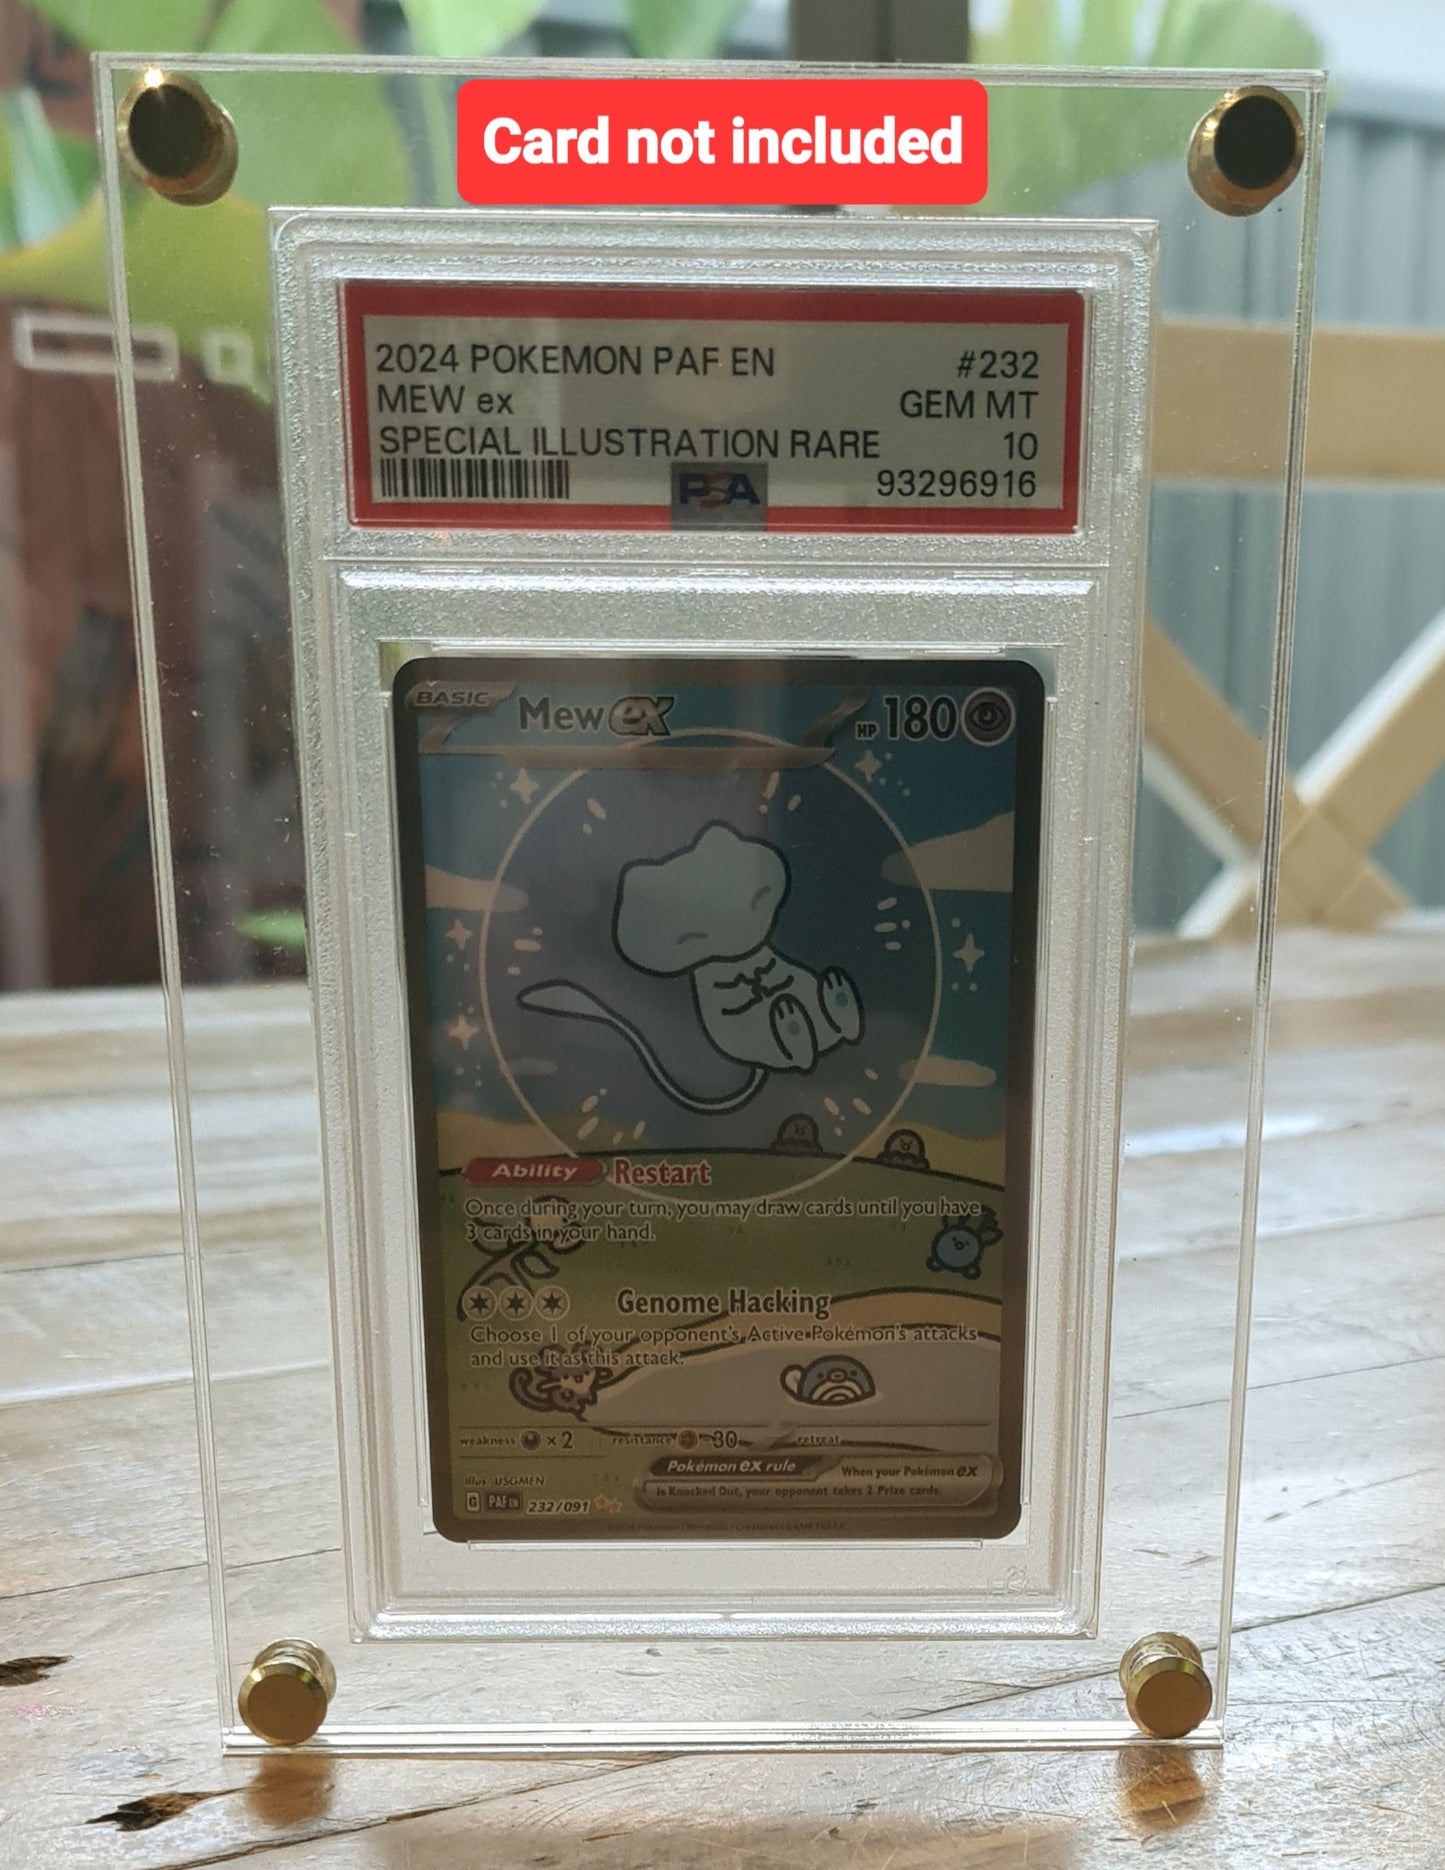 Card not included
2024 POKEMON PAF EN #232
MEW ex GEM MT
SPECIAL ILLUSTRATION RARE 10
PSA 93296916
BASIC Mew ex HP 180
Ability Restart
Once during your turn, you may draw cards until you have
3 cards in your hand.
Genome Hacking
Choose 1 of your opponent's Active Pokémon's attacks
and use it as this attack.
weakness ×2 resistance -30 retreat
Pokémon ex rule When your Pokémon ex
is Knocked Out, your opponent takes 2 Prize cards.
Illus. USGMEN
G PAF EN 232/091